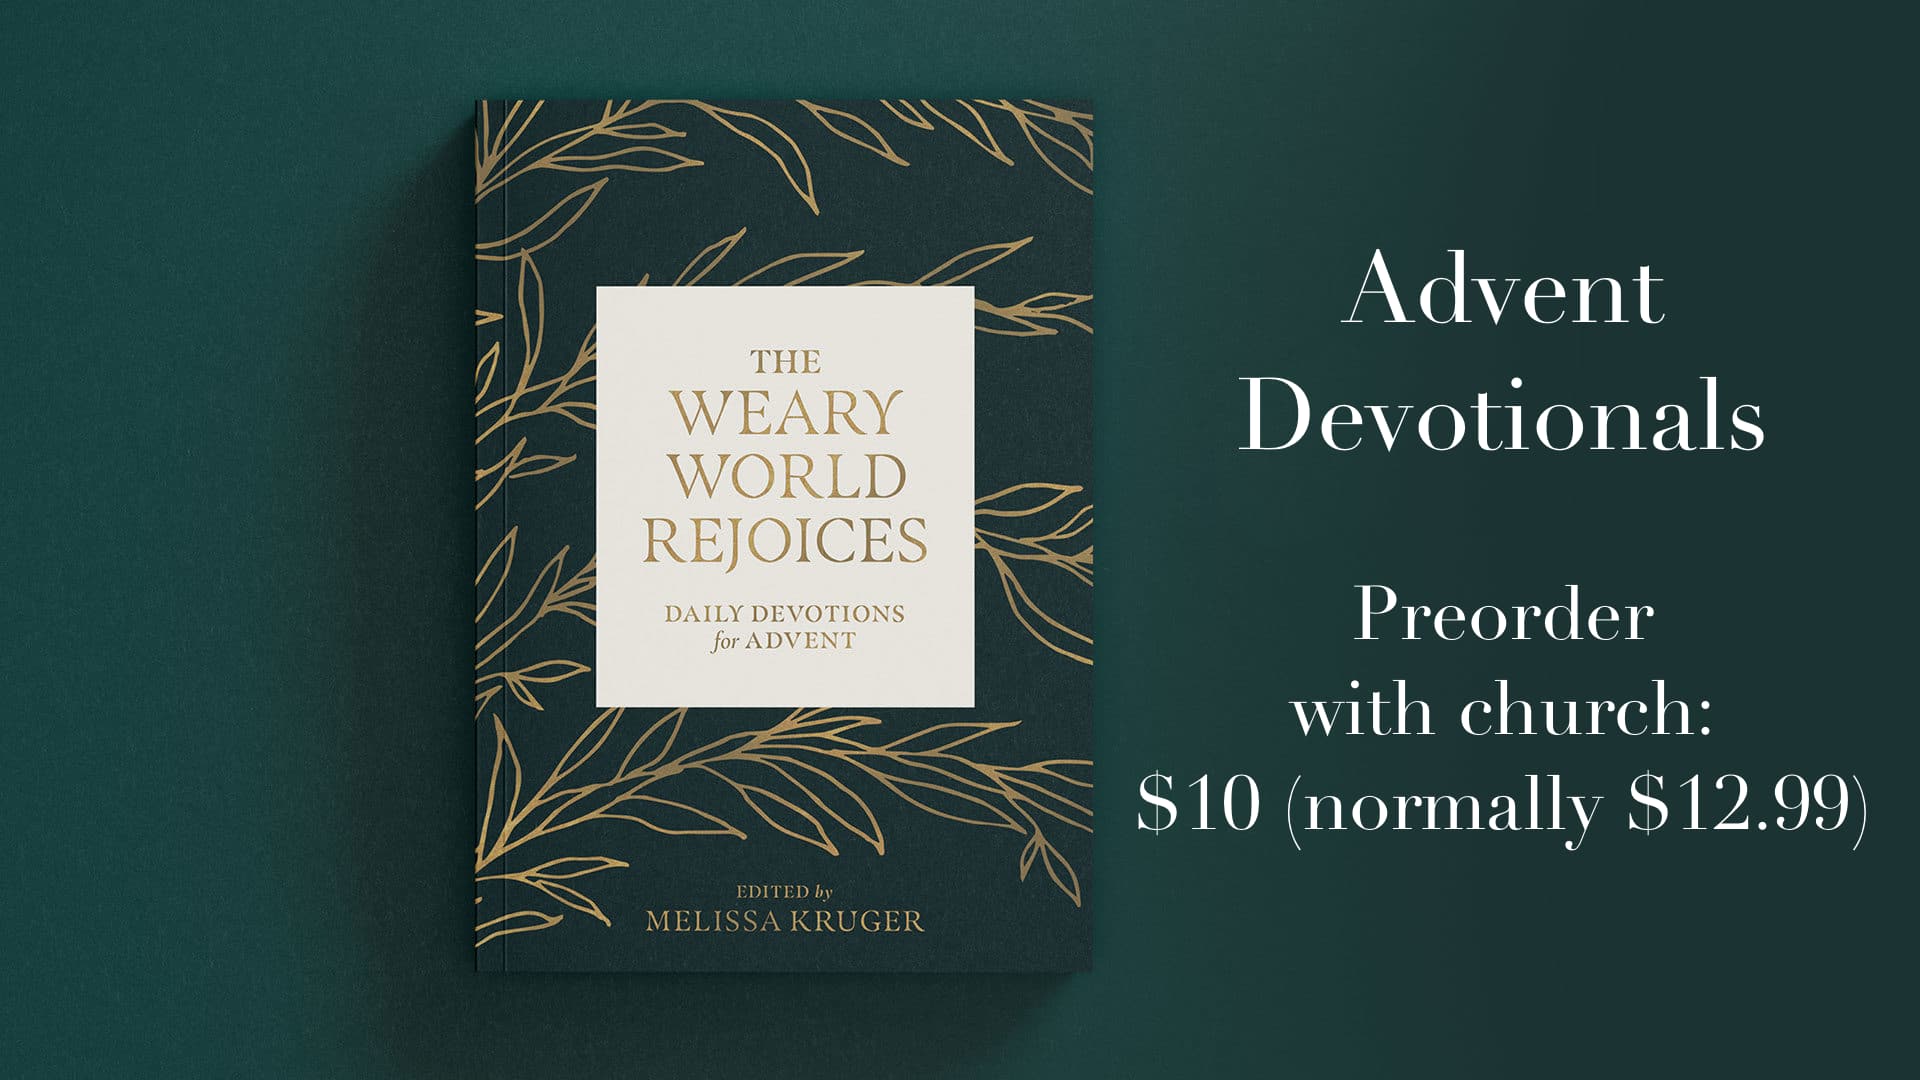 THE
WEARY
WORLD
REJOICES
DAILY DEVOTIONS
for ADVENT
EDITED by
MELISSA KRUGER
Advent
Devotionals
Preorder
with church:
$10 (normally $12.99)